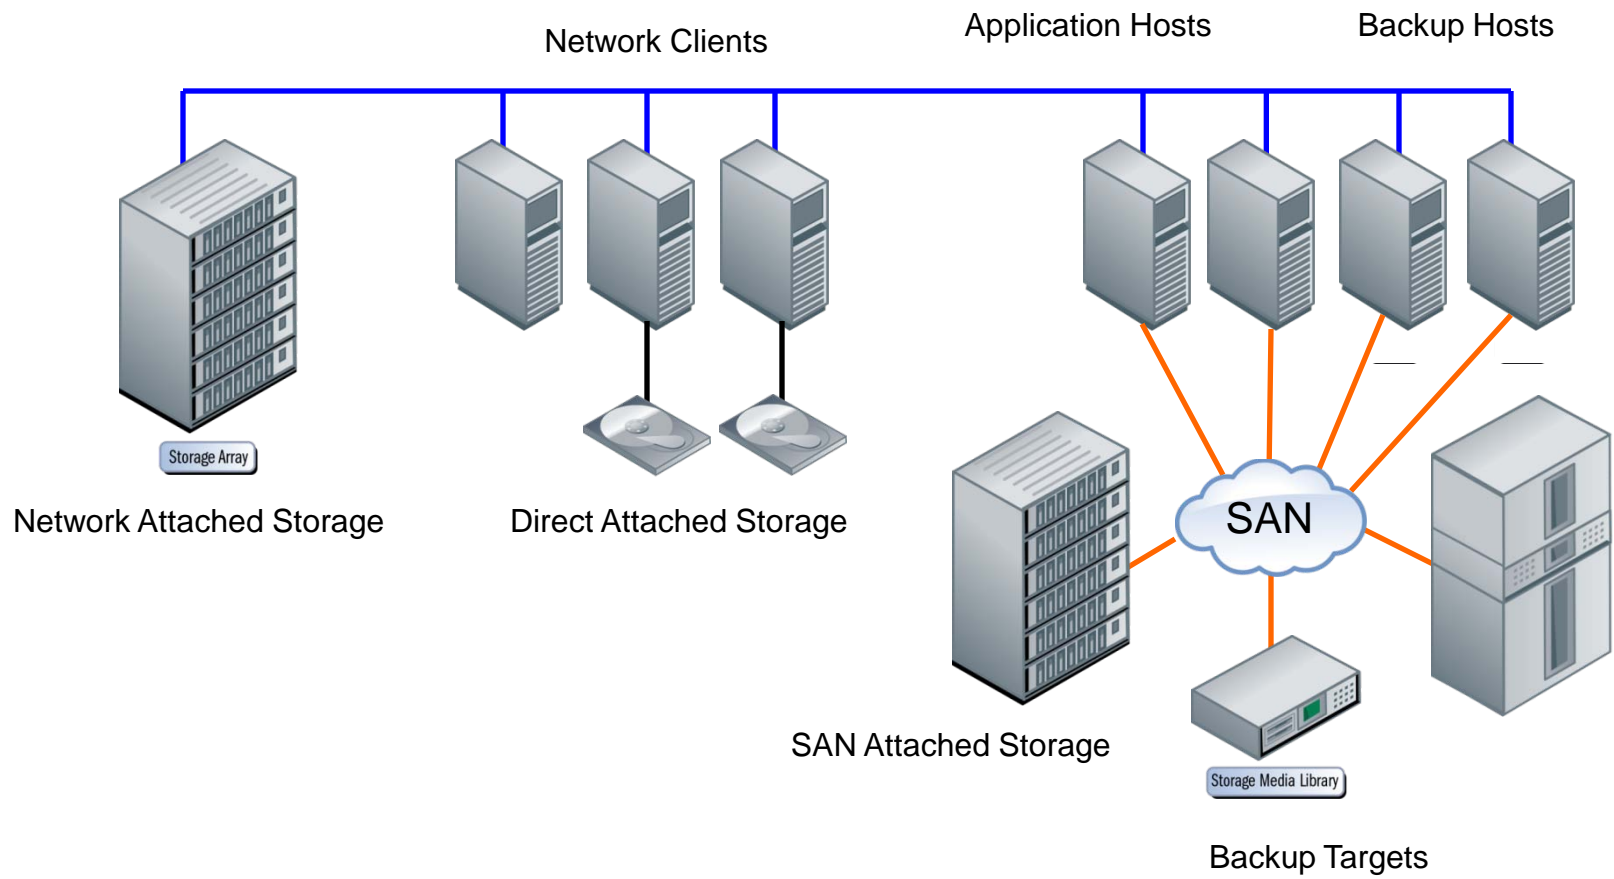 Network Clients
Application Hosts
Backup Hosts
Storage Array
Network Attached Storage
Direct Attached Storage
SAN
SAN Attached Storage
Storage Media Library
Backup Targets